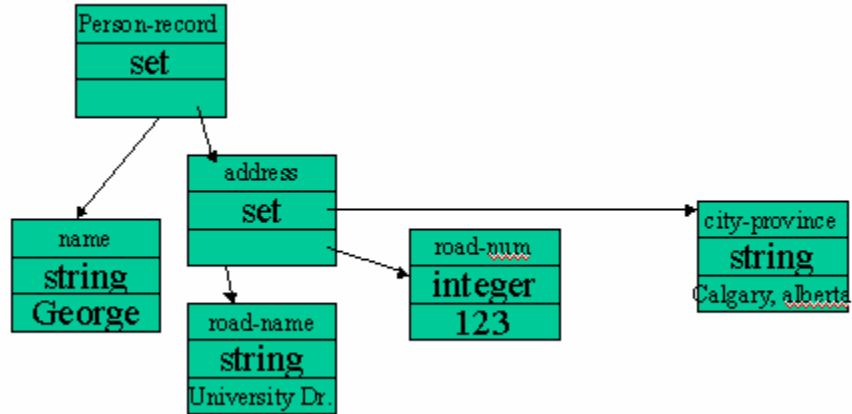 Person-record
set
address
set
name
string
George
road-name
string
University Dr.
road-num
integer
123
city-province
string
Calgary, alberta